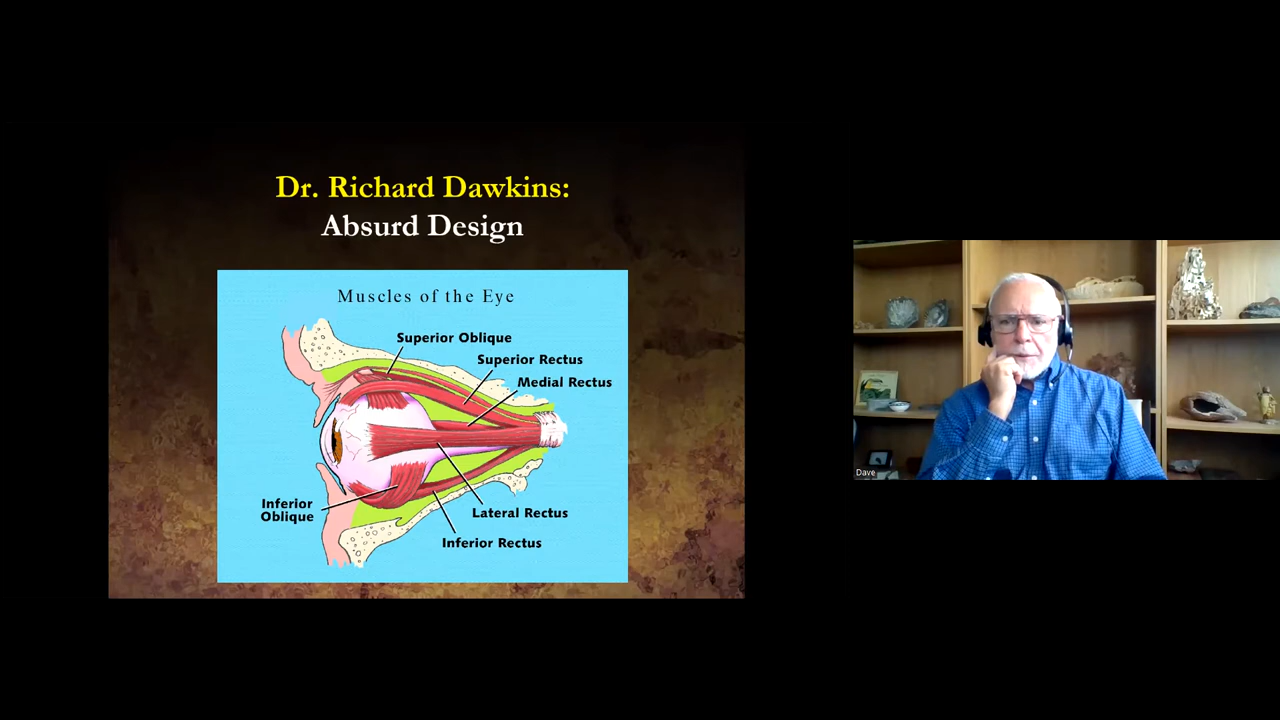 Dr. Richard Dawkins:
Absurd Design
Muscles of the Eye
Superior Oblique
Superior Rectus
Medial Rectus
Inferior
Oblique
Lateral Rectus
Inferior Rectus
Dave